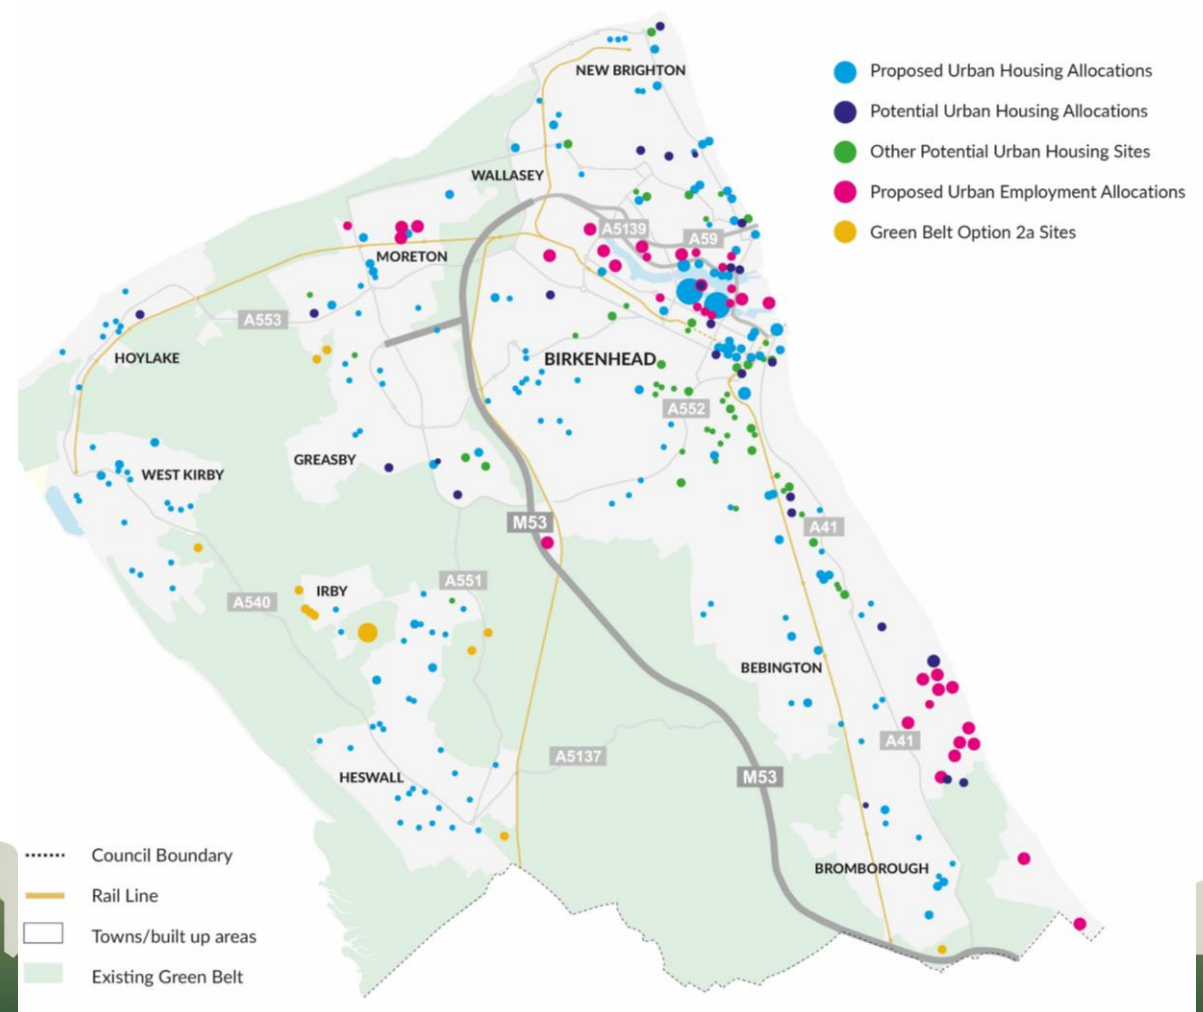 NEW BRIGHTON
Proposed Urban Housing Allocations
Potential Urban Housing Allocations
Other Potential Urban Housing Sites
Proposed Urban Employment Allocations
Green Belt Option 2a Sites
WALLASEY
A5139
A59
MORETON
A553
HOYLAKE
BIRKENHEAD
A552
GREASBY
WEST KIRBY
M53
A41
A551
IRBY
A540
BEBINGTON
A41
A5137
HESWALL
M53
BROMBOROUGH
Council Boundary
Rail Line
Towns/built up areas
Existing Green Belt